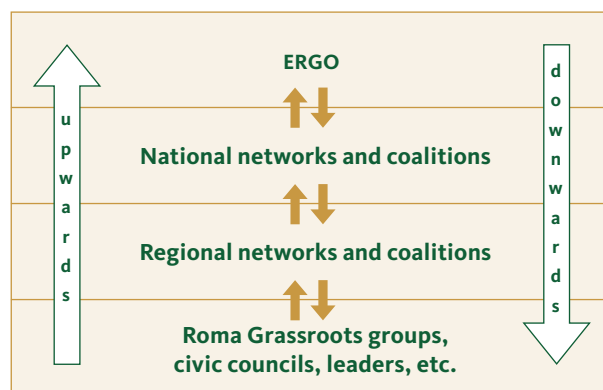 ERGO
upwards
downwards
National networks and coalitions
Regional networks and coalitions
Roma Grassroots groups,
civic councils, leaders, etc.